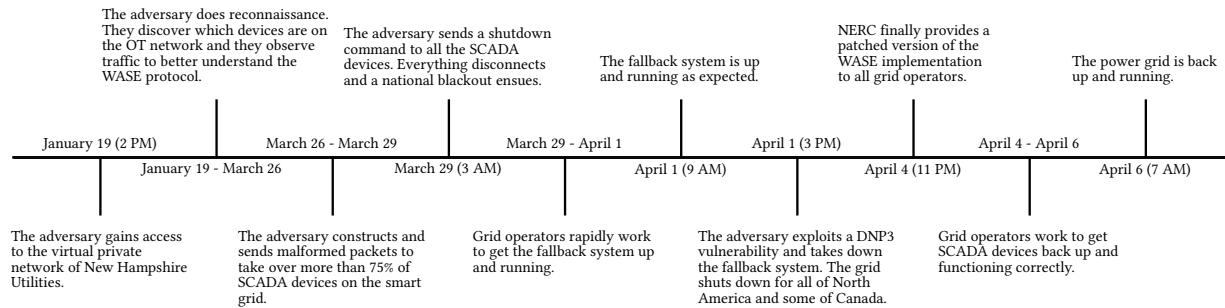 The adversary does reconnaissance.
They discover which devices are on
the OT network and they observe
traffic to better understand the
WASE protocol.
The adversary sends a shutdown
command to all the SCADA
devices. Everything disconnects
and a national blackout ensues.
The fallback system is up
and running as expected.
NERC finally provides a
patched version of the
WASE implementation
to all grid operators.
The power grid is back
up and running.
January 19 (2 PM)
March 26 - March 29
March 29 - April 1
April 1 (3 PM)
April 4 - April 6
January 19 - March 26
March 29 (3 AM)
April 1 (9 AM)
April 4 (11 PM)
April 6 (7 AM)
The adversary gains access
to the virtual private
network of New Hampshire
Utilities.
The adversary constructs and
sends malformed packets to
take over more than 75% of
SCADA devices on the smart
grid.
Grid operators rapidly work
to get the fallback system up
and running.
The adversary exploits a DNP3
vulnerability and takes down
the fallback system. The grid
shuts down for all of North
America and some of Canada.
Grid operators work to get
SCADA devices back up and
functioning correctly.